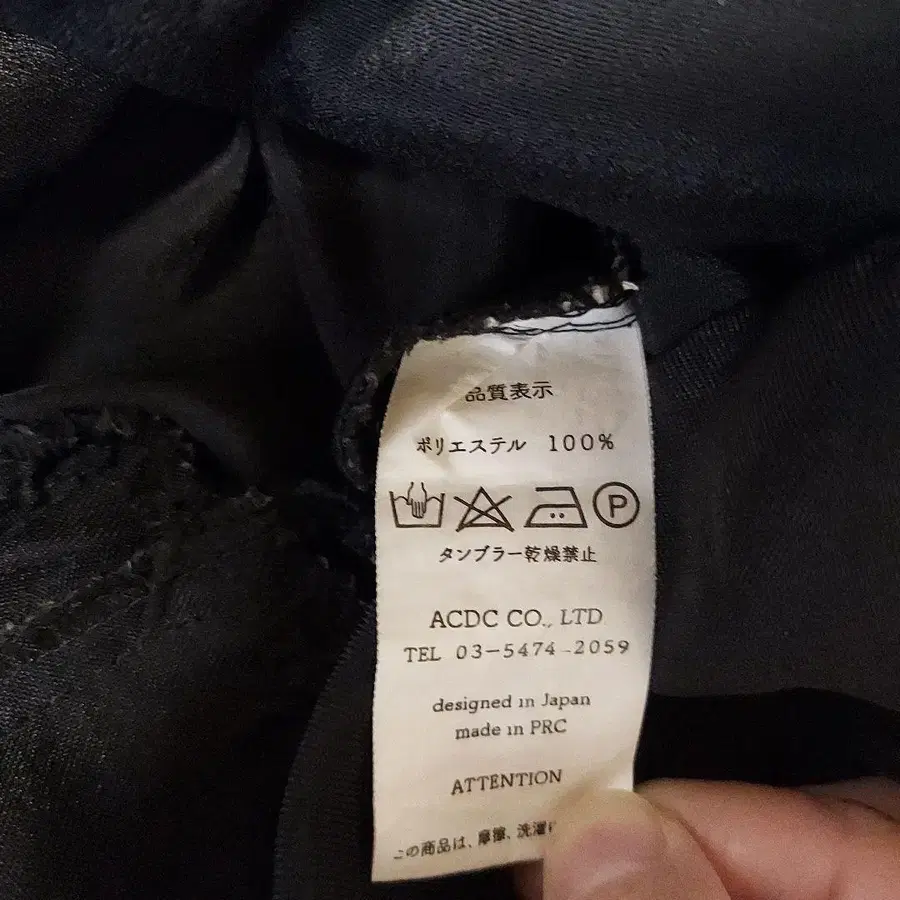 品質表示
ポリエステル 100%
P
タンブラー乾燥禁止
ACDC CO., LTD
TEL 03-5474-2059
designed in Japan
made in PRC
ATTENTION
この商品は、摩擦、洗濯に